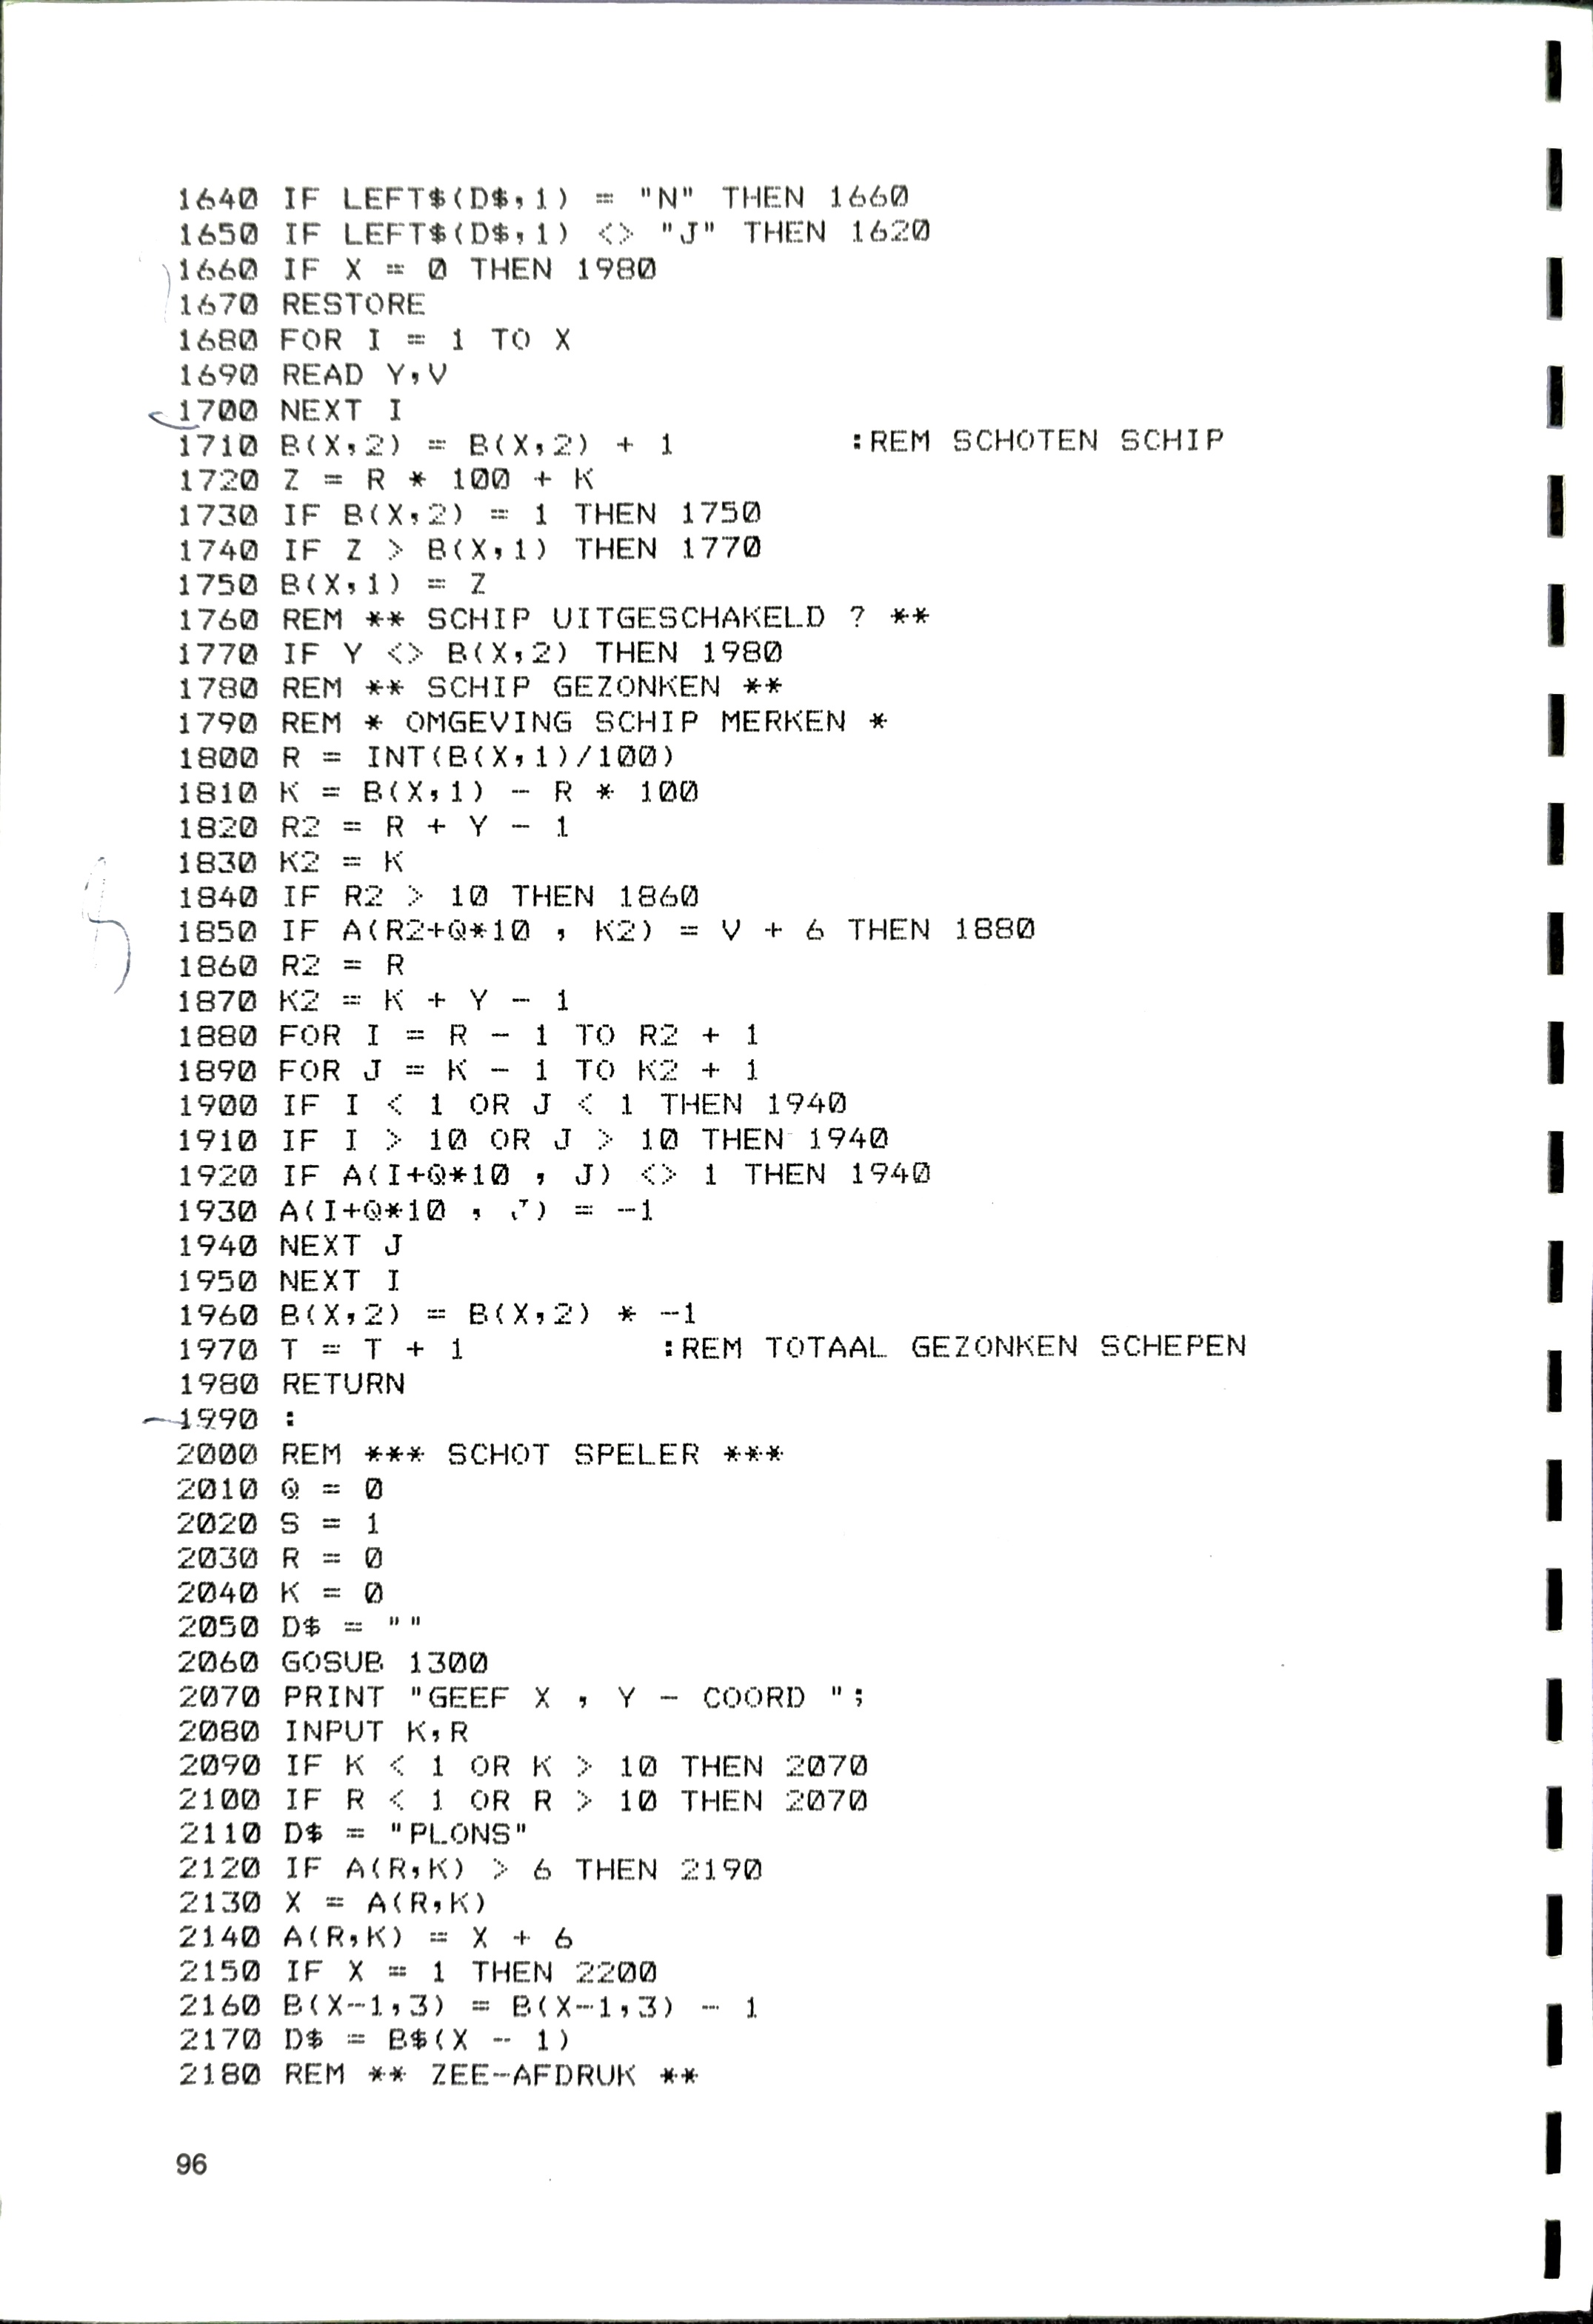 1640 IF LEFT$(D$,1) = "N" THEN 1660
1650 IF LEFT$(D$,1) <> "J" THEN 1620
1660 IF X = 0 THEN 1980
1670 RESTORE
1680 FOR I = 1 TO X
1690 READ Y,V
1700 NEXT I
1710 B(X,2) = B(X,2) + 1 :REM SCHOTEN SCHIP
1720 Z = R * 100 + K
1730 IF B(X,2) = 1 THEN 1750
1740 IF Z > B(X,1) THEN 1770
1750 B(X,1) = Z
1760 REM ** SCHIP UITGESCHAKELD ? **
1770 IF Y <> B(X,2) THEN 1980
1780 REM ** SCHIP GEZONKEN **
1790 REM * OMGEVING SCHIP MERKEN *
1800 R = INT(B(X,1)/100)
1810 K = B(X,1) - R * 100
1820 R2 = R + Y - 1
1830 K2 = K
1840 IF R2 > 10 THEN 1860
1850 IF A(R2+Q*10 , K2) = V + 6 THEN 1880
1860 R2 = R
1870 K2 = K + Y - 1
1880 FOR I = R - 1 TO R2 + 1
1890 FOR J = K - 1 TO K2 + 1
1900 IF I < 1 OR J < 1 THEN 1940
1910 IF I > 10 OR J > 10 THEN 1940
1920 IF A(I+Q*10 , J) <> 1 THEN 1940
1930 A(I+Q*10 , J) = -1
1940 NEXT J
1950 NEXT I
1960 B(X,2) = B(X,2) * -1
1970 T = T + 1 :REM TOTAAL GEZONKEN SCHEPEN
1980 RETURN
1990 :
2000 REM *** SCHOT SPELER ***
2010 Q = 0
2020 S = 1
2030 R = 0
2040 K = 0
2050 D$ = ""
2060 GOSUB 1300
2070 PRINT "GEEF X , Y - COORD ";
2080 INPUT K,R
2090 IF K < 1 OR K > 10 THEN 2070
2100 IF R < 1 OR R > 10 THEN 2070
2110 D$ = "PLONS"
2120 IF A(R,K) > 6 THEN 2190
2130 X = A(R,K)
2140 A(R,K) = X + 6
2150 IF X = 1 THEN 2200
2160 B(X-1,3) = B(X-1,3) - 1
2170 D$ = B$(X - 1)
2180 REM ** ZEE-AFDRUK **
96